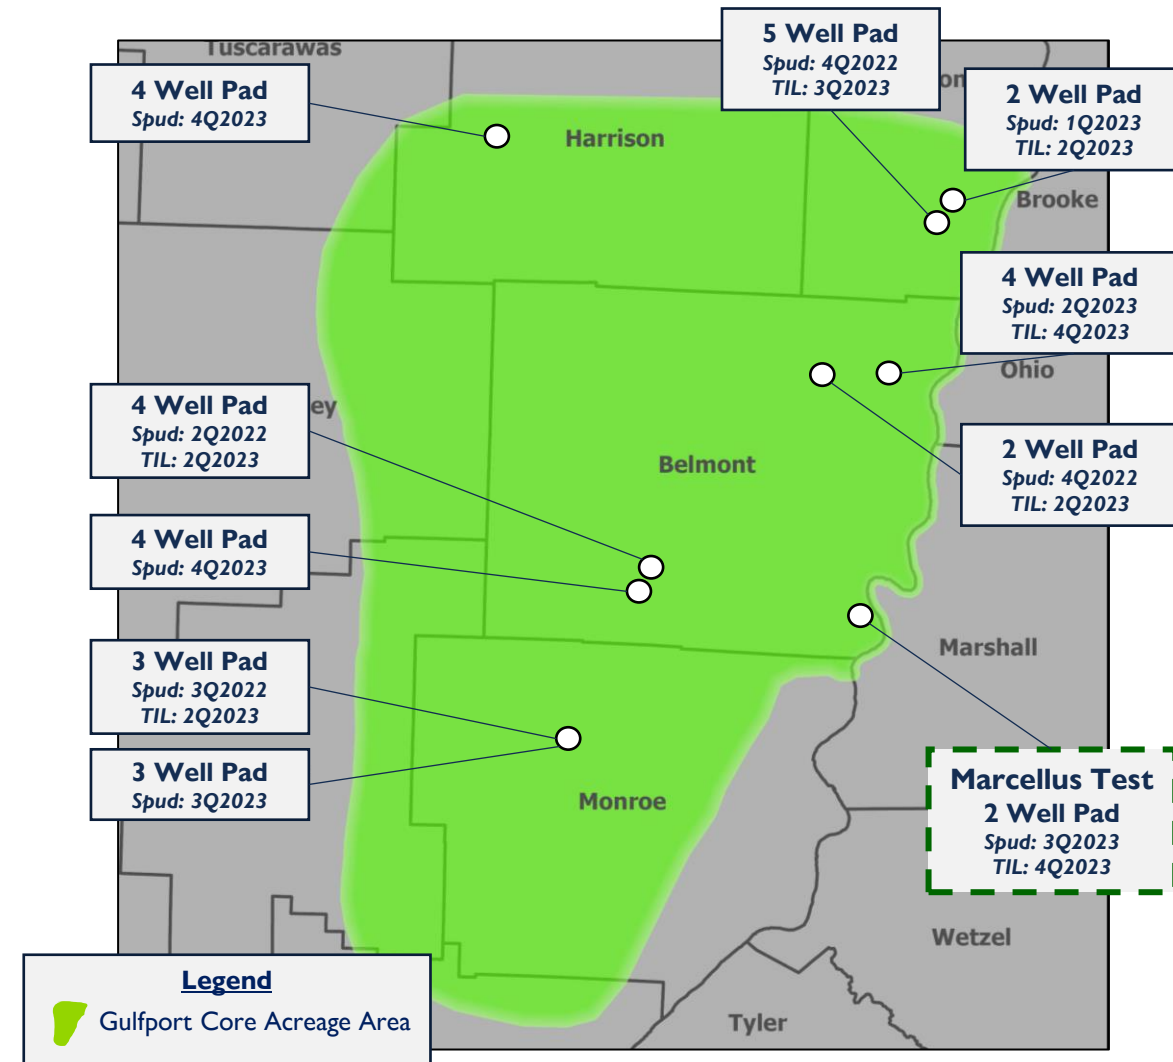 Tuscarawas
4 Well Pad
Spud: 4Q2023
5 Well Pad
Spud: 4Q2022
TIL: 3Q2023
on
2 Well Pad
Spud: 1Q2023
TIL: 2Q2023
Harrison
Brooke
4 Well Pad
Spud: 2Q2023
TIL: 4Q2023
Ohio
4 Well Pad
Spud: 2Q2022
TIL: 2Q2023
ey
Belmont
2 Well Pad
Spud: 4Q2022
TIL: 2Q2023
4 Well Pad
Spud: 4Q2023
Marshall
3 Well Pad
Spud: 3Q2022
TIL: 2Q2023
3 Well Pad
Spud: 3Q2023
Monroe
Marcellus Test
2 Well Pad
Spud: 3Q2023
TIL: 4Q2023
Wetzel
Tyler
Legend
Gulfport Core Acreage Area